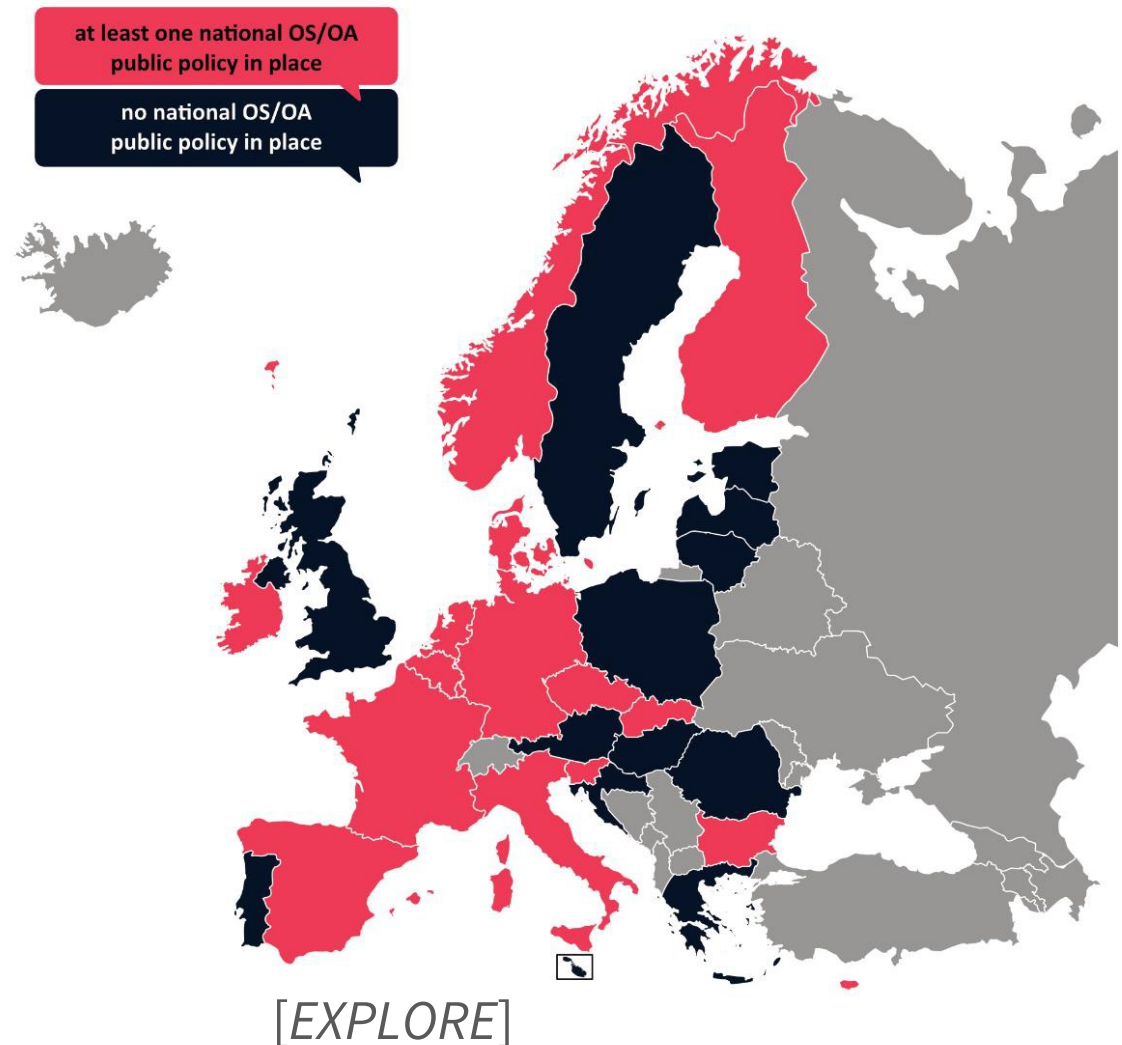 at least one national OS/OA
public policy in place
no national OS/OA
public policy in place
[EXPLORE]